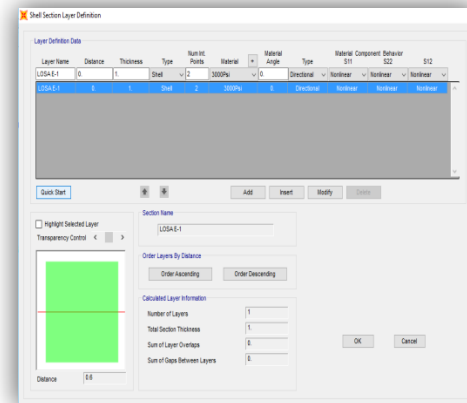 Shell Section Layer Definition
Layer Definition Data
Layer Name Distance Thickness Type Num Int. Points Material + Material Angle Type Material Component Behavior S11 S22 S12
LOSA E-1 0. 1. Shell 2 3000Psi 0. Directional Nonlinear Nonlinear Nonlinear
LOSA E-1 0. 1. Shell 2 3000Psi 0. Directional Nonlinear Nonlinear Nonlinear
Quick Start Add Insert Modify Delete
Highlight Selected Layer
Transparency Control
Distance 0.6
Section Name
LOSA E-1
Order Layers By Distance
Order Ascending Order Descending
Calculated Layer Information
Number of Layers 1
Total Section Thickness 1.
Sum of Layer Overlaps 0.
Sum of Gaps Between Layers 0.
OK Cancel